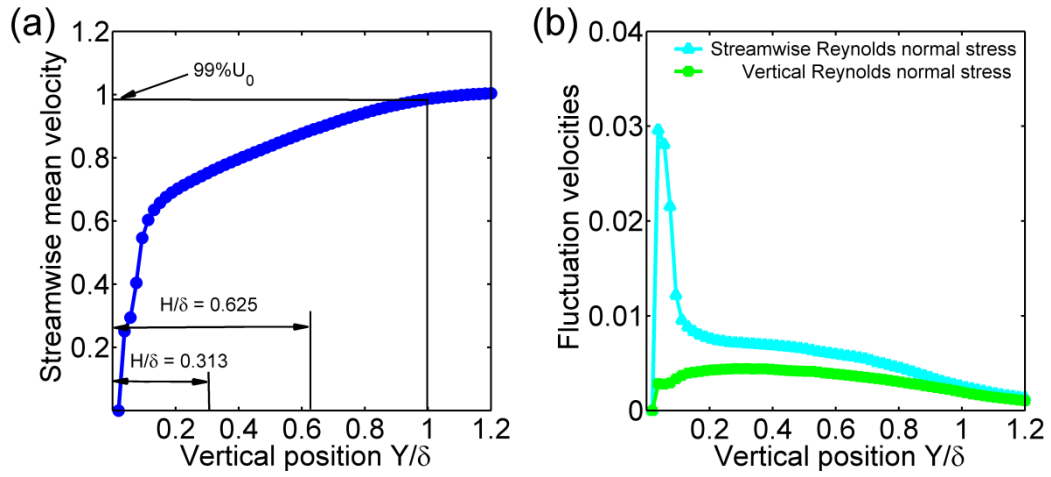 (a)
Streamwise mean velocity
1.2
1
0.8
0.6
0.4
0.2
99%U₀
H/δ = 0.625
H/δ = 0.313
0.2 0.4 0.6 0.8 1 1.2
Vertical position Y/δ
(b)
Fluctuation velocities
0.04
0.03
0.02
0.01
0
Streamwise Reynolds normal stress
Vertical Reynolds normal stress
0.2 0.4 0.6 0.8 1 1.2
Vertical position Y/δ